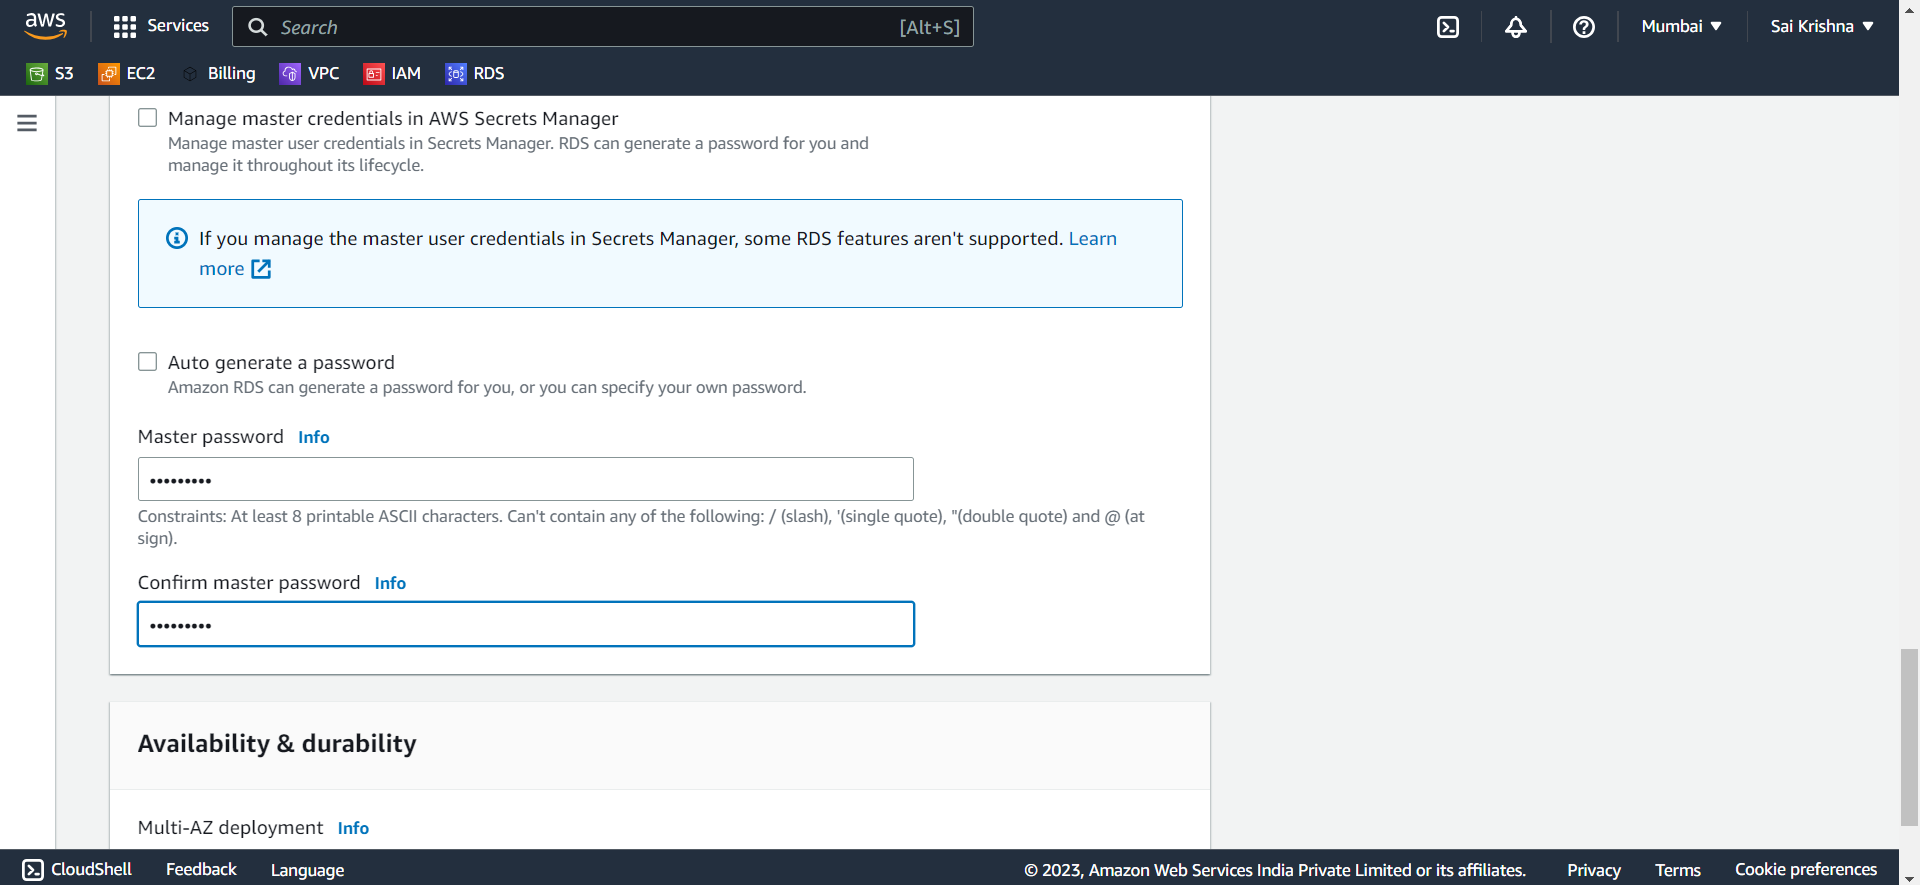 aws Services Search [Alt+S] Mumbai ▼ Sai Krishna ▼
S3 EC2 Billing VPC IAM RDS
Manage master credentials in AWS Secrets Manager
Manage master user credentials in Secrets Manager. RDS can generate a password for you and
manage it throughout its lifecycle.
If you manage the master user credentials in Secrets Manager, some RDS features aren't supported. Learn
more
Auto generate a password
Amazon RDS can generate a password for you, or you can specify your own password.
Master password Info
•••••••••
Constraints: At least 8 printable ASCII characters. Can't contain any of the following: / (slash), '(single quote), "(double quote) and @ (at
sign).
Confirm master password Info
•••••••••
Availability & durability
Multi-AZ deployment Info
CloudShell Feedback Language © 2023, Amazon Web Services India Private Limited or its affiliates. Privacy Terms Cookie preferences